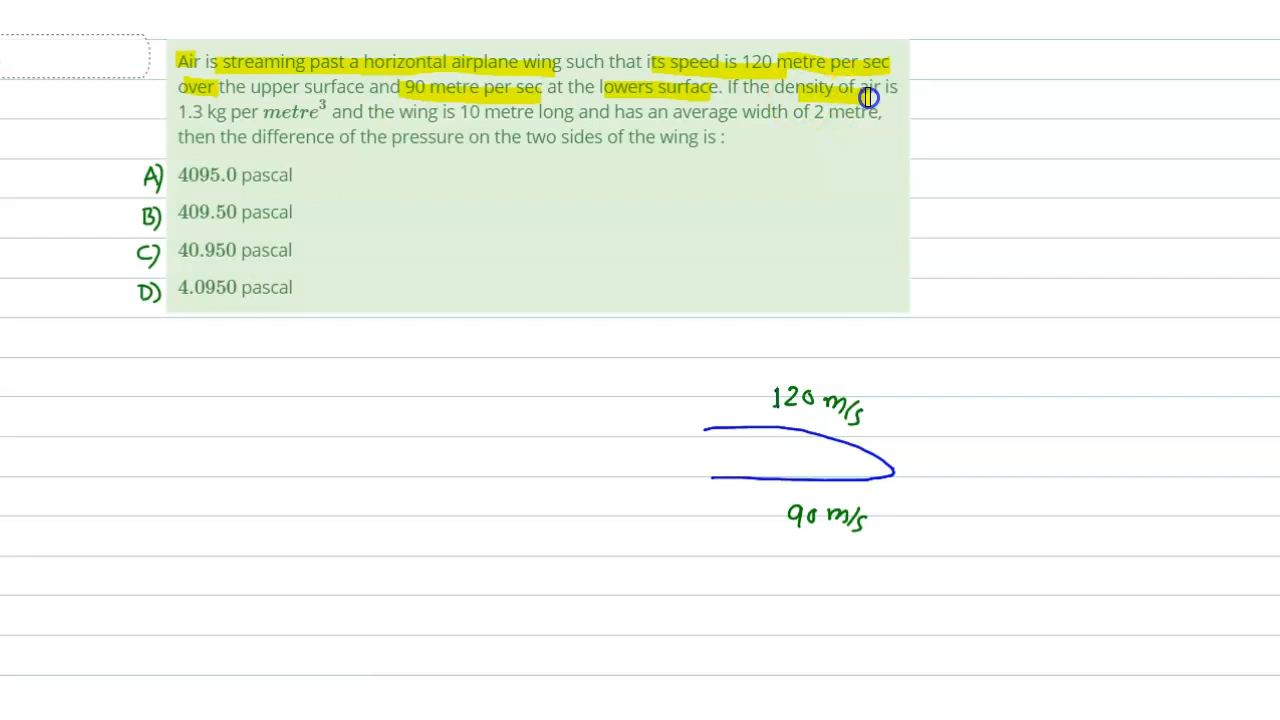 Air is streaming past a horizontal airplane wing such that its speed is 120 metre per sec
over the upper surface and 90 metre per sec at the lowers surface. If the density of air is
1.3 kg per metre³ and the wing is 10 metre long and has an average width of 2 metre,
then the difference of the pressure on the two sides of the wing is :
A) 4095.0 pascal
B) 409.50 pascal
C) 40.950 pascal
D) 4.0950 pascal
120 m/s
90 m/s